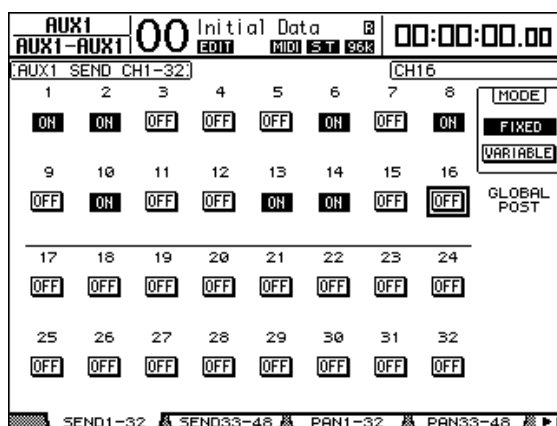 AUX1
AUX1-AUX1
00
Initial Data
R
EDIT
MIDI
ST
96K
00:00:00.00
AUX1 SEND CH1-32
CH16
1 2 3 4 5 6 7 8
ON ON OFF OFF OFF ON OFF ON
MODE
FIXED
VARIABLE
9 10 11 12 13 14 15 16
OFF ON OFF OFF ON ON OFF OFF
GLOBAL
POST
17 18 19 20 21 22 23 24
OFF OFF OFF OFF OFF OFF OFF OFF
25 26 27 28 29 30 31 32
OFF OFF OFF OFF OFF OFF OFF OFF
SEND1-32 SEND33-48 PAN1-32 PAN33-48